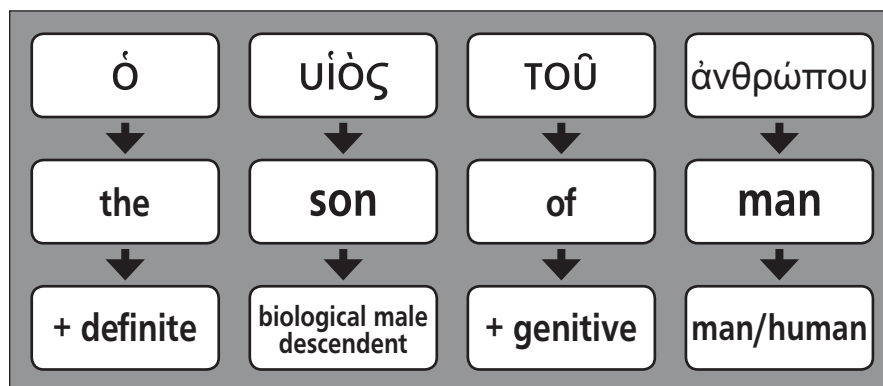 ὁ υἱὸς τοῦ ἀνθρώπου
the son of man
+ definite
biological male
descendent
+ genitive
man/human